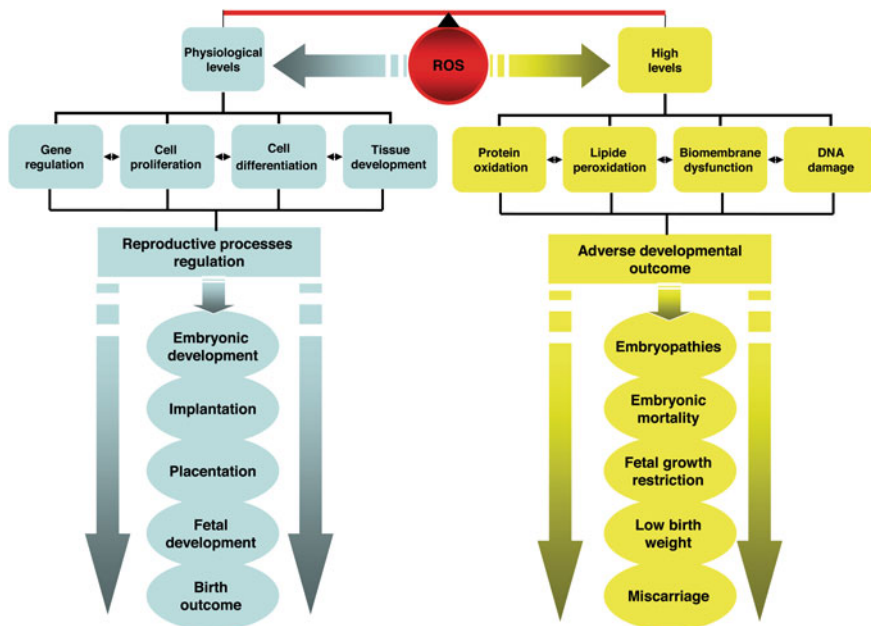 Physiological
levels
ROS
High
levels
Gene
regulation
Cell
proliferation
Cell
differentiation
Tissue
development
Protein
oxidation
Lipide
peroxidation
Biomembrane
dysfunction
DNA
damage
Reproductive processes
regulation
Adverse developmental
outcome
Embryonic
development
Implantation
Placentation
Fetal
development
Birth
outcome
Embryopathies
Embryonic
mortality
Fetal growth
restriction
Low birth
weight
Miscarriage